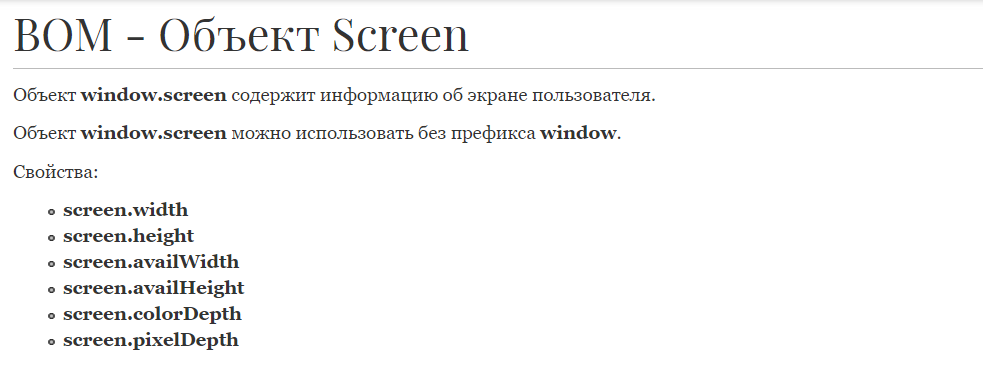 BOM - Объект Screen
Объект window.screen содержит информацию об экране пользователя.
Объект window.screen можно использовать без префикса window.
Свойства:
screen.width
screen.height
screen.availWidth
screen.availHeight
screen.colorDepth
screen.pixelDepth